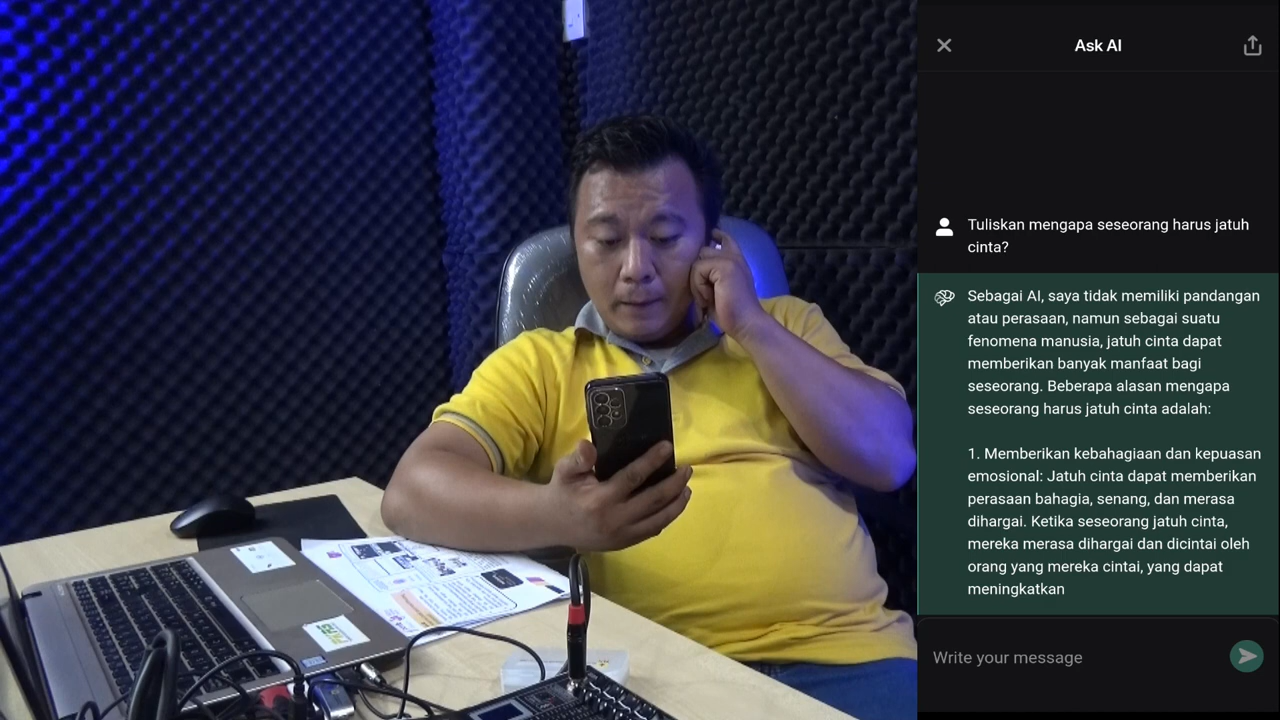 Ask AI
Tuliskan mengapa seseorang harus jatuh
cinta?
Sebagai AI, saya tidak memiliki pandangan
atau perasaan, namun sebagai suatu
fenomena manusia, jatuh cinta dapat
memberikan banyak manfaat bagi
seseorang. Beberapa alasan mengapa
seseorang harus jatuh cinta adalah:
1. Memberikan kebahagiaan dan kepuasan
emosional: Jatuh cinta dapat memberikan
perasaan bahagia, senang, dan merasa
dihargai. Ketika seseorang jatuh cinta,
mereka merasa dihargai dan dicintai oleh
orang yang mereka cintai, yang dapat
meningkatkan
Write your message